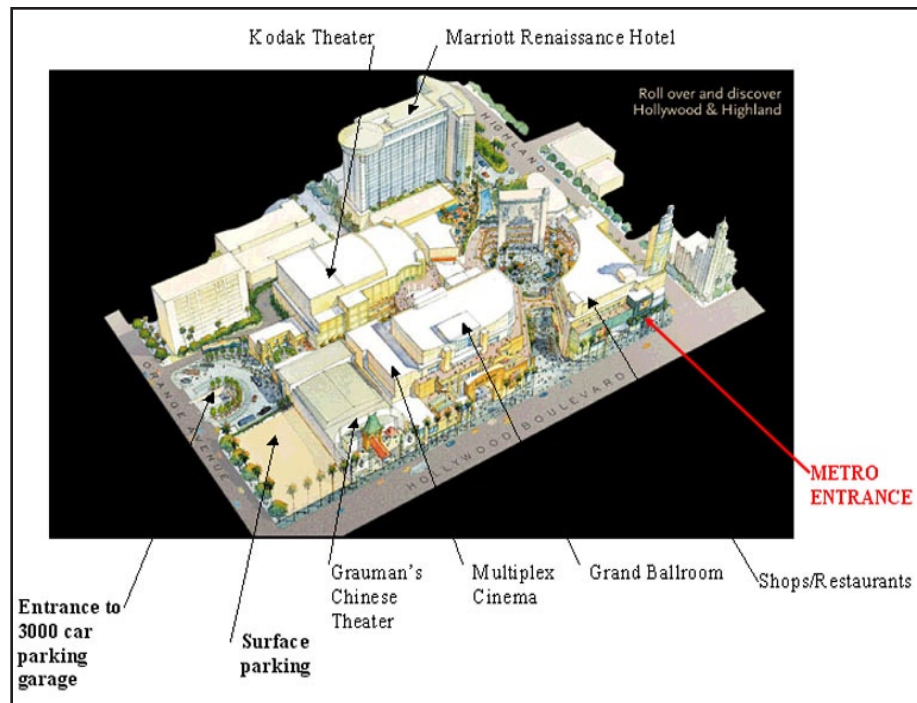 Kodak Theater
Marriott Renaissance Hotel
Roll over and discover
Hollywood & Highland
HIGHLAND
ORANGE AVENUE
HOLLYWOOD BOULEVARD
METRO
ENTRANCE
Grauman's
Chinese
Theater
Multiplex
Cinema
Grand Ballroom
Shops/Restaurants
Entrance to
3000 car
parking
garage
Surface
parking